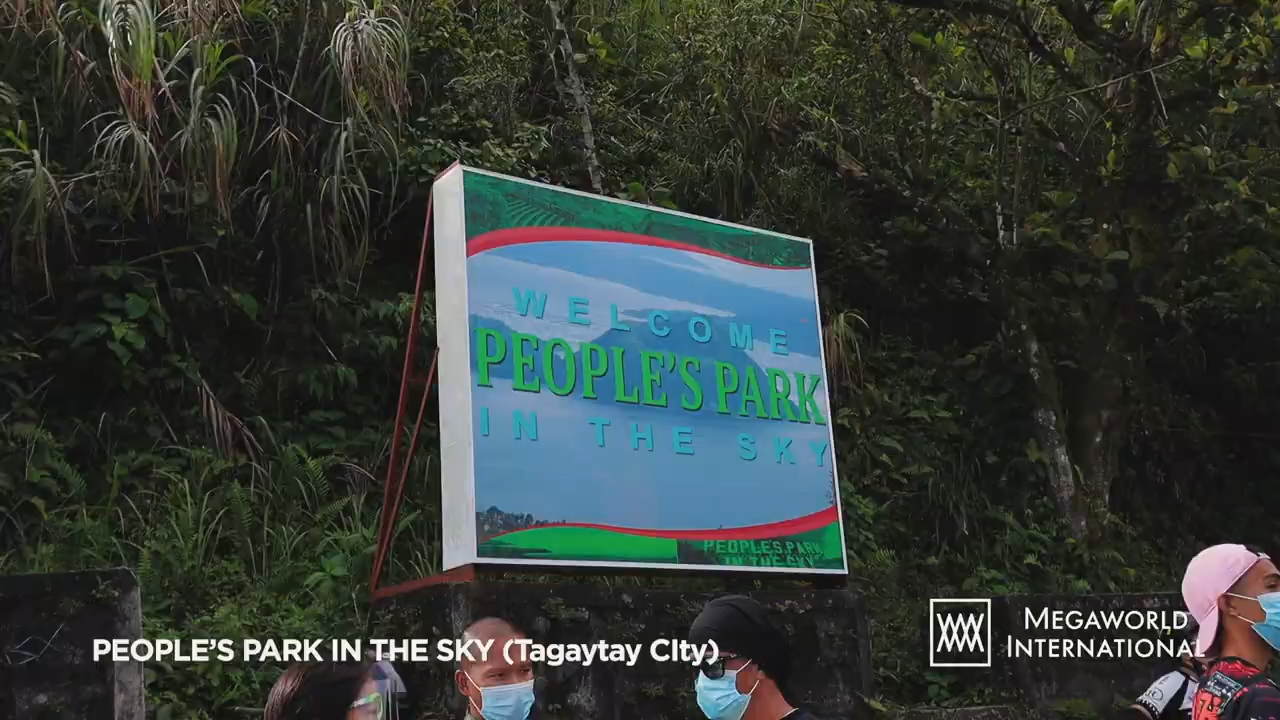 WELCOME
PEOPLE'S PARK
IN THE SKY
PEOPLE'S PARK
IN THE SKY
PEOPLE'S PARK IN THE SKY (Tagaytay CIty)
MEGAWORLD
INTERNATIONAL